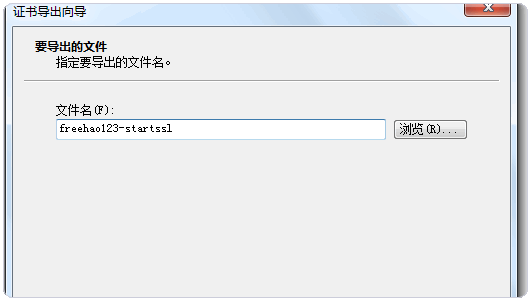 证书导出向导
要导出的文件
指定要导出的文件名。
文件名(F):
freehao123-startssl
浏览(R)...